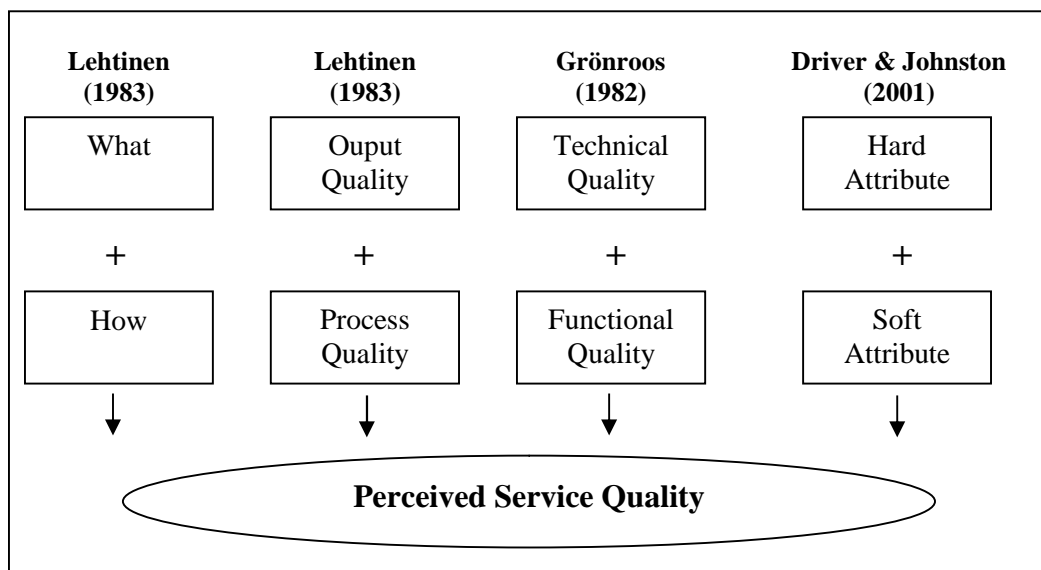 Lehtinen
(1983)
Lehtinen
(1983)
Grönroos
(1982)
Driver & Johnston
(2001)
What
Ouput
Quality
Technical
Quality
Hard
Attribute
+
+
+
+
How
Process
Quality
Functional
Quality
Soft
Attribute
Perceived Service Quality